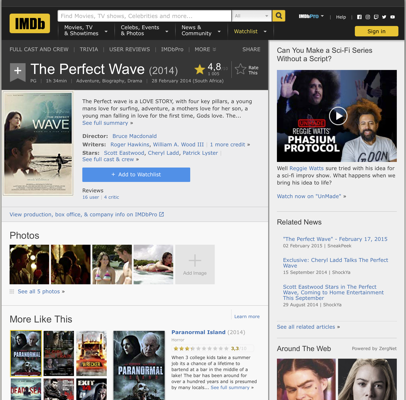 IMDb
Find Movies, TV shows, Celebrities and more...
All
IMDbPro
Help
Movies, TV
& Showtimes
Celebs, Events
& Photos
News &
Community
Watchlist
Sign in
FULL CAST AND CREW | TRIVIA | USER REVIEWS | IMDbPro | MORE
SHARE
The Perfect Wave (2014)
PG | 1h 34min | Adventure, Biography, Drama | 28 February 2014 (South Africa)
4,8
Rate
This
WAVE
The Perfect Wave is a LOVE STORY, with four key pillars, a young
mans love for surfing, adventure, a mothers love for her son, a
young man falling in love for the first time, Gods love. The...
See full summary »
Director: Bruce Macdonald
Writers: Roger Hawkins, William A. Wood III | 1 more credit »
Stars: Scott Eastwood, Cheryl Ladd, Patrick Lyster |
See full cast & crew »
+ Add to Watchlist
Reviews
16 user | 4 critic
View production, box office, & company info on IMDbPro
Photos
Add Image
See all 5 photos »
Learn more
More Like This
PARANORMAL
EXIT
PARANORMAL
Paranormal Island (2014)
Horror
3.3
When 3 college kids take a summer
job its a chance of a lifetime to
bartend at a bar in the middle of a
lake! The bar has been around for
over a hundred years and is presumed
by many locals... See full summary »
Can You Make a Sci-Fi Series
Without a Script?
REGGIE WATTS'
PHASIUM
PROTOCOL
Well Reggie Watts sure tried with his idea for
a sci-fi improv show. What happens when we
bring his idea to life?
Watch now on "UnMade" »
Related News
"The Perfect Wave" - February 17, 2015
02 February 2015 | SneakPeek
Exclusive: Cheryl Ladd Talks The Perfect
Wave
15 September 2014 | ShockYa
Scott Eastwood Stars in The Perfect
Wave, Coming to Home Entertainment
This September
29 August 2014 | ShockYa
See all related articles »
Around The Web
Powered by ZergNet